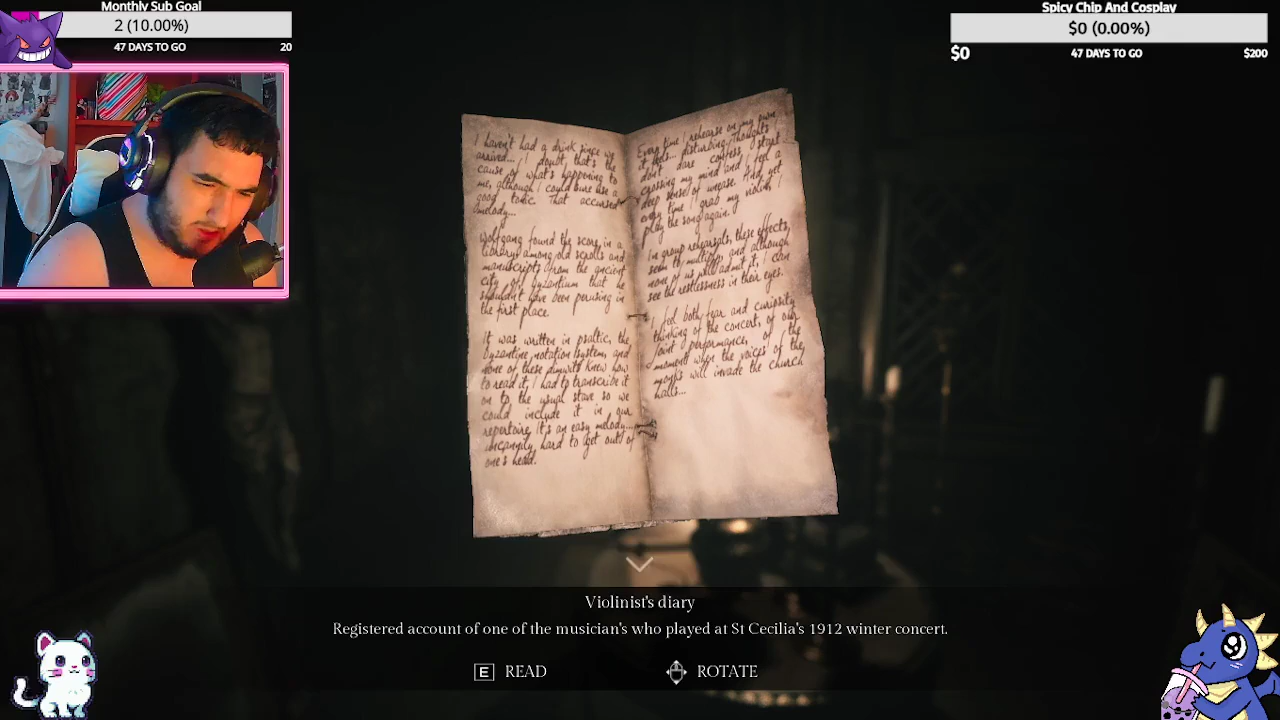 Monthly Sub Goal
2 (10.00%)
47 DAYS TO GO
20
Spicy Chip And Cosplay
$0 (0.00%)
$0
47 DAYS TO GO
$200
I haven't had a drink since we
arrived... I doubt that's the
cause of what's happening to
me, although I could sure use a
good tonic. That accursed
melody...
Wolfgang found the score in a
library among old scrolls and
manuscripts from the ancient
city of Byzantium that he
shouldn't have been perusing in
the first place.
It was written in psaltic, the
Byzantine notation system, and
none of these dimwits knew how
to read it, I had to transcribe it
on to the usual stave so we
could include it in our
repertoire. It's an easy melody...
uncannily hard to get out of
one's head.
Every time I rehearse on my own
it feels... disturbing. Thoughts
I don't dare confess start
crossing my mind and I feel a
deep sense of unease. And yet
every time I grab my violin, I
play the song again.
In group rehearsals, these effects
seem to multiply, and although
none of us will admit it, I can
see the restlessness in their eyes.
I feel both fear and curiosity
thinking of the concert, of our
joint performance, of the
moment when the voices of the
monks will invade the church
halls...
Violinist's diary
Registered account of one of the musician's who played at St Cecilia's 1912 winter concert.
E READ
ROTATE